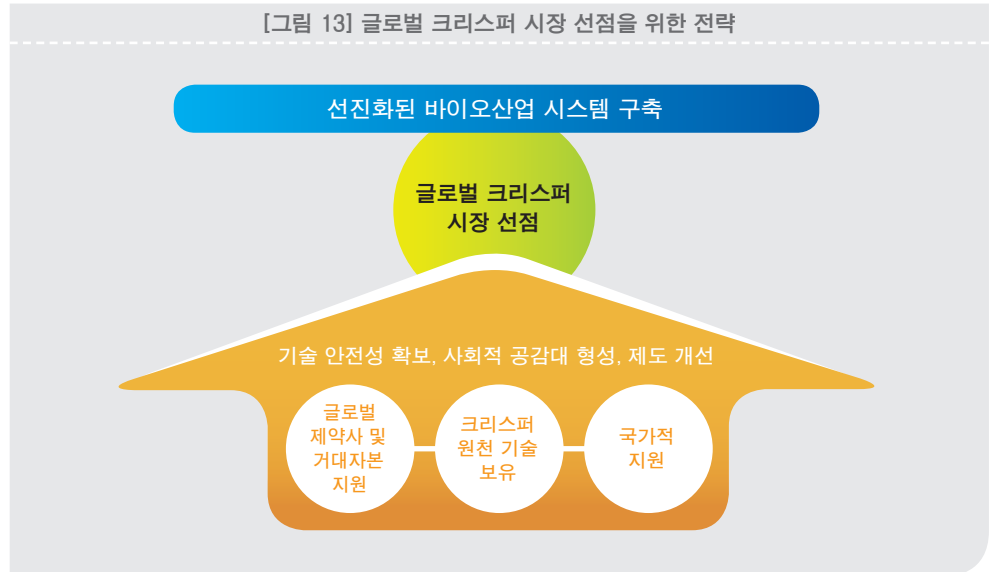 [그림 13] 글로벌 크리스퍼 시장 선점을 위한 전략
선진화된 바이오산업 시스템 구축
글로벌 크리스퍼
시장 선점
기술 안전성 확보, 사회적 공감대 형성, 제도 개선
글로벌
제약사 및
거대자본
지원
크리스퍼
원천 기술
보유
국가적
지원